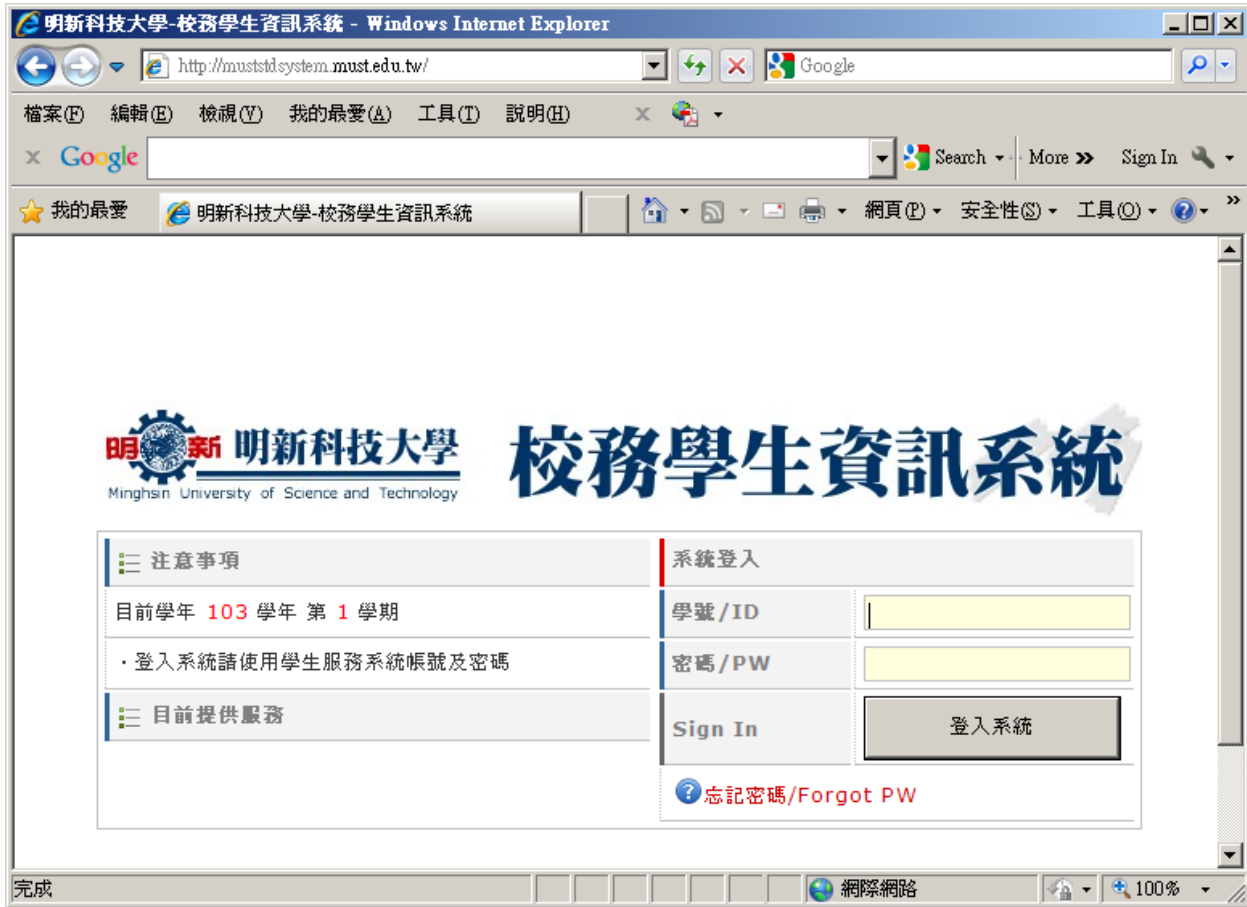 明新科技大學-校務學生資訊系統 - Windows Internet Explorer
http://muststdsystem.must.edu.tw/
Google
檔案(F) 編輯(E) 檢視(V) 我的最愛(A) 工具(T) 說明(H)
x Google Search More » Sign In
我的最愛 明新科技大學-校務學生資訊系統 網頁(P) 安全性(S) 工具(O) »
明新 明新科技大學 校務學生資訊系統
Minghsin University of Science and Technology
注意事項 系統登入
目前學年 103 學年 第 1 學期 學號/ID
・登入系統請使用學生服務系統帳號及密碼 密碼/PW
目前提供服務 Sign In 登入系統
忘記密碼/Forgot PW
完成 網際網路 100%